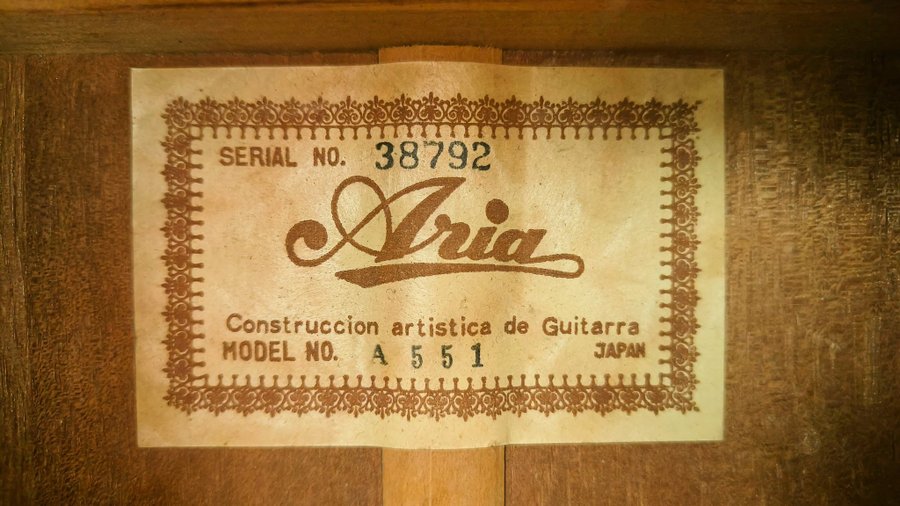 SERIAL NO. 38792
Aria
Construccion artistica de Guitarra
MODEL NO. A 551 JAPAN